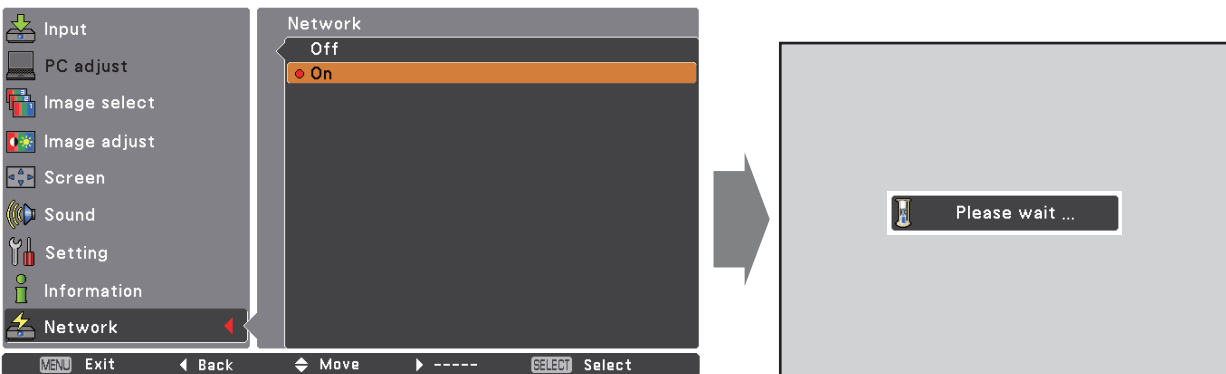 Input
PC adjust
Image select
Image adjust
Screen
Sound
Setting
Information
Network
Network
Off
On
MENU Exit Back Move ----- SELECT Select
Please wait ...